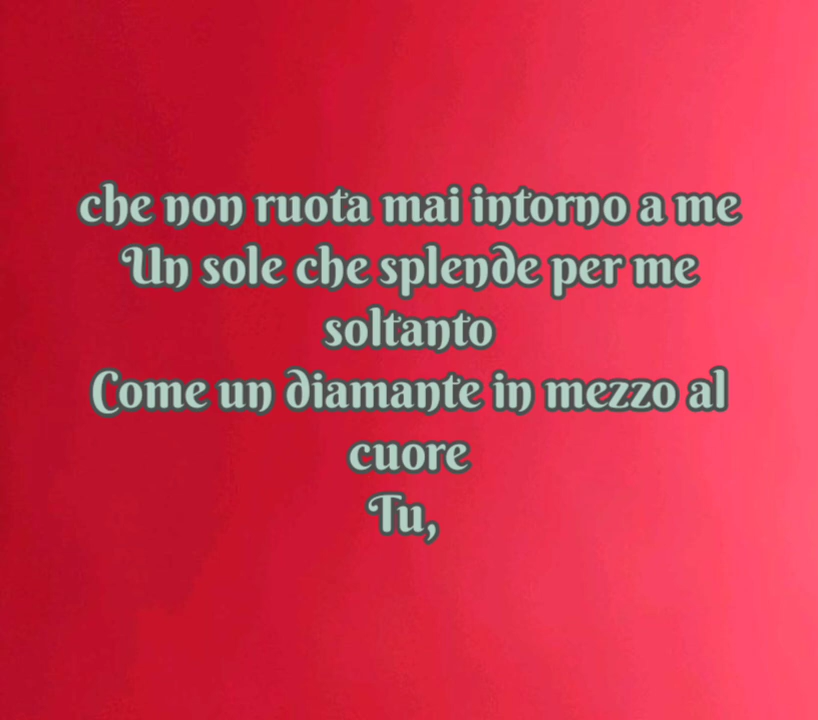 che non ruota mai intorno a me
Un sole che splende per me
soltanto
Come un diamante in mezzo al
cuore
Tu,